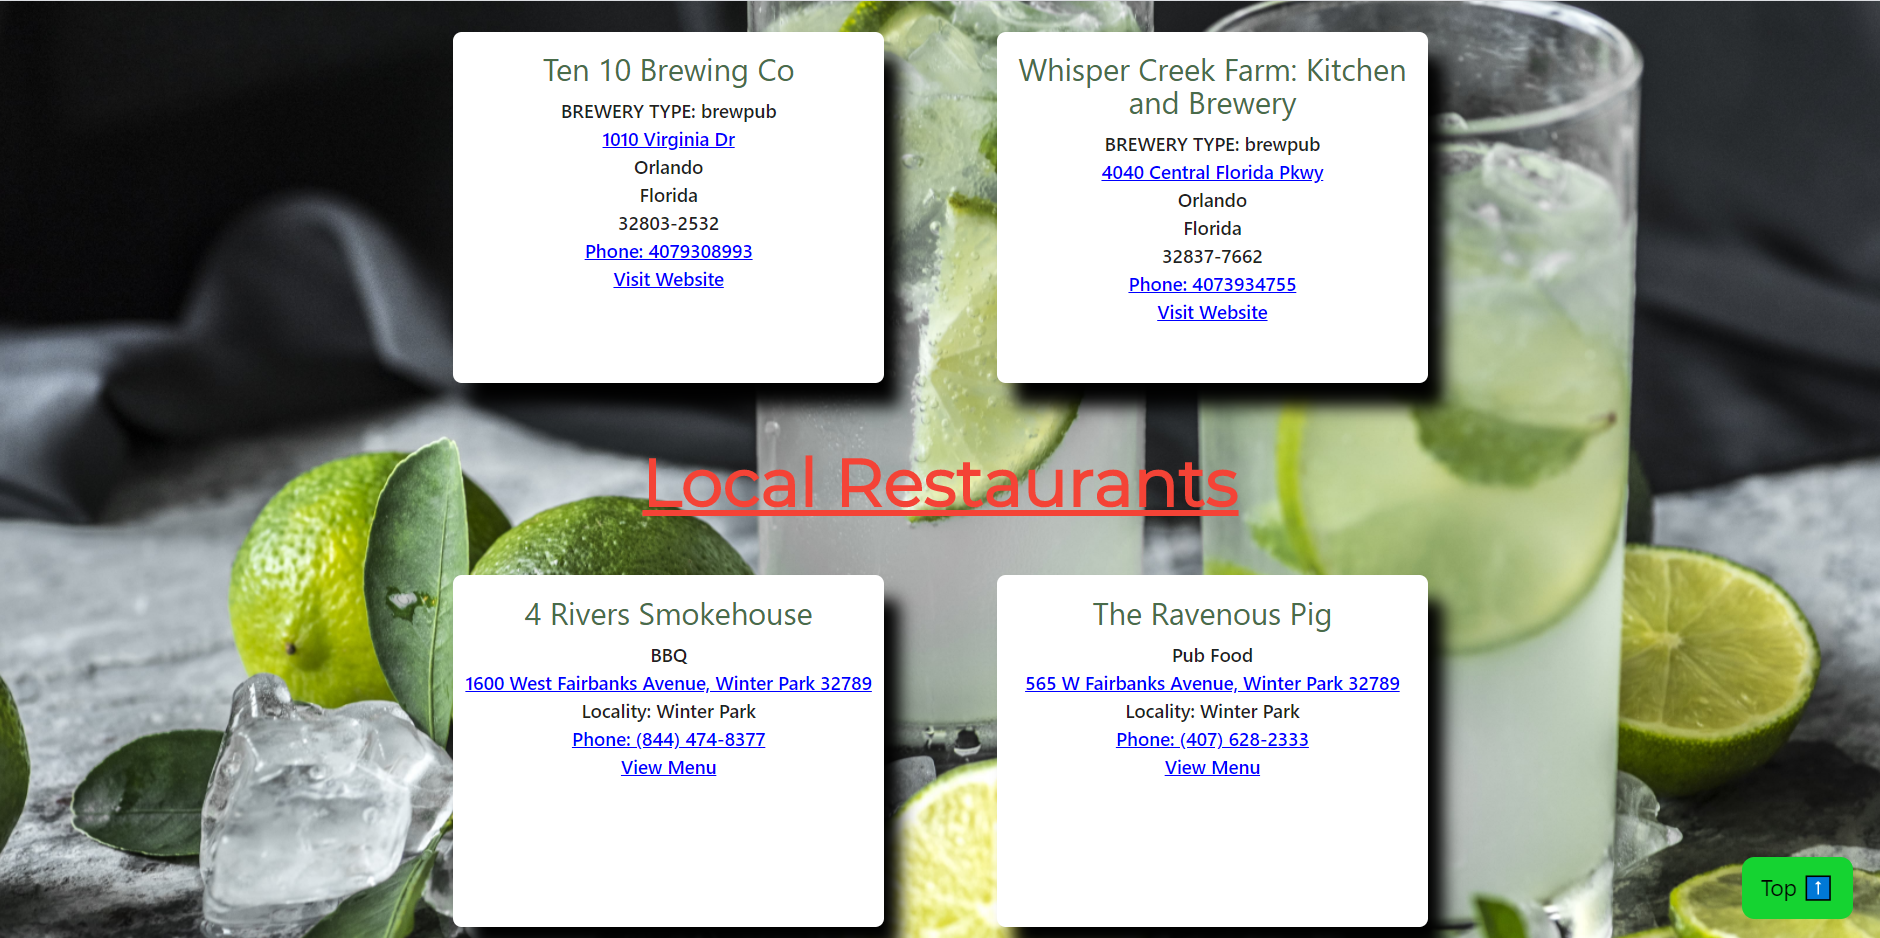 Ten 10 Brewing Co
BREWERY TYPE: brewpub
1010 Virginia Dr
Orlando
Florida
32803-2532
Phone: 4079308993
Visit Website
Whisper Creek Farm: Kitchen
and Brewery
BREWERY TYPE: brewpub
4040 Central Florida Pkwy
Orlando
Florida
32837-7662
Phone: 4073934755
Visit Website
Local Restaurants
4 Rivers Smokehouse
BBQ
1600 West Fairbanks Avenue, Winter Park 32789
Locality: Winter Park
Phone: (844) 474-8377
View Menu
The Ravenous Pig
Pub Food
565 W Fairbanks Avenue, Winter Park 32789
Locality: Winter Park
Phone: (407) 628-2333
View Menu
Top ⬆️